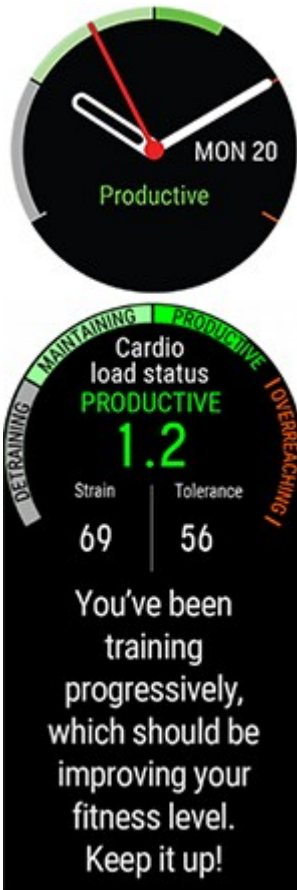 MON 20
Productive
DETRAINING
MAINTAINING
PRODUCTIVE
OVERREACHING
Cardio
load status
PRODUCTIVE
1.2
Strain
Tolerance
69
56
You've been
training
progressively,
which should be
improving your
fitness level.
Keep it up!